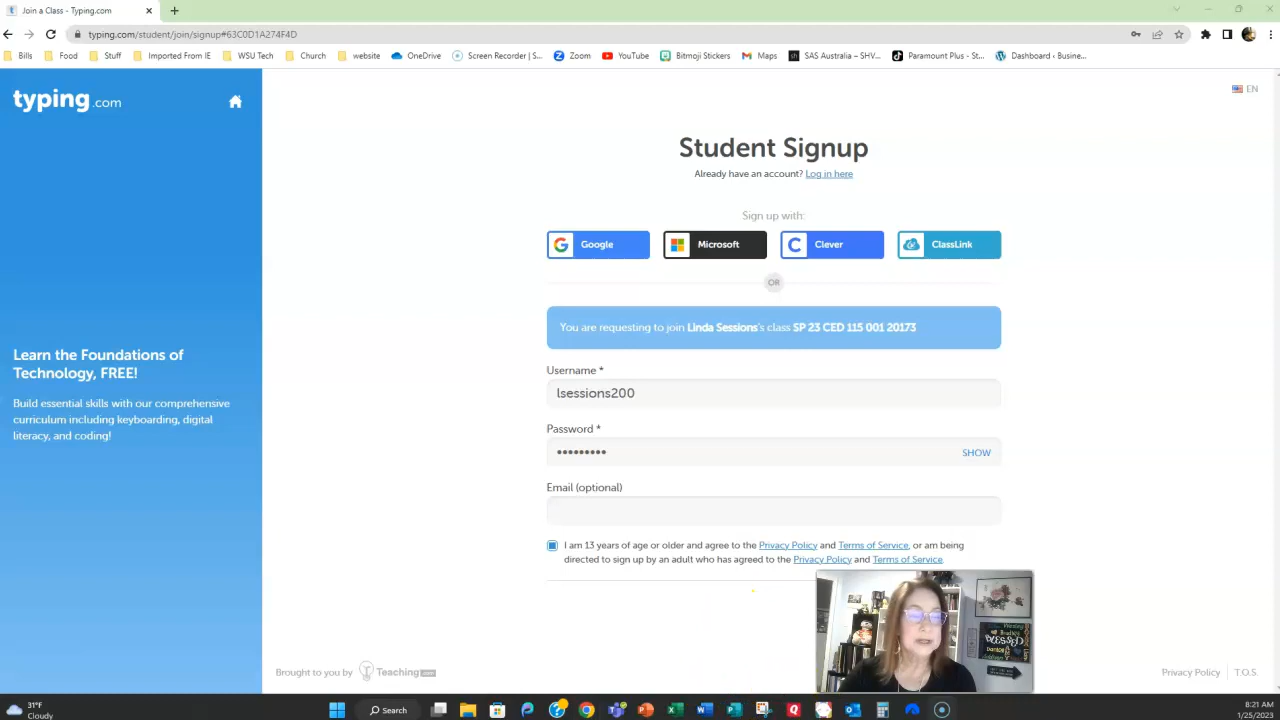 Join a Class - Typing.com
typing.com/student/join/signup#63C0D1A274F4D
Bills Food Stuff Imported From IE WSU Tech Church website OneDrive Screen Recorder | S... Zoom YouTube Bitmoji Stickers Maps SAS Australia – SHV... Paramount Plus - St... Dashboard ‹ Busine...
typing.com
EN
Student Signup
Already have an account? Log in here
Sign up with:
Google Microsoft Clever ClassLink
OR
You are requesting to join Linda Sessions's class SP 23 CED 115 001 20173
Learn the Foundations of
Technology, FREE!
Build essential skills with our comprehensive
curriculum including keyboarding, digital
literacy, and coding!
Username *
lsessions200
Password *
•••••••••
SHOW
Email (optional)
I am 13 years of age or older and agree to the Privacy Policy and Terms of Service, or am being
directed to sign up by an adult who has agreed to the Privacy Policy and Terms of Service.
BLESSED
Brought to you by Teaching.com
Privacy Policy T.O.S.
31°F
Cloudy
Search
8:21 AM
1/25/2023